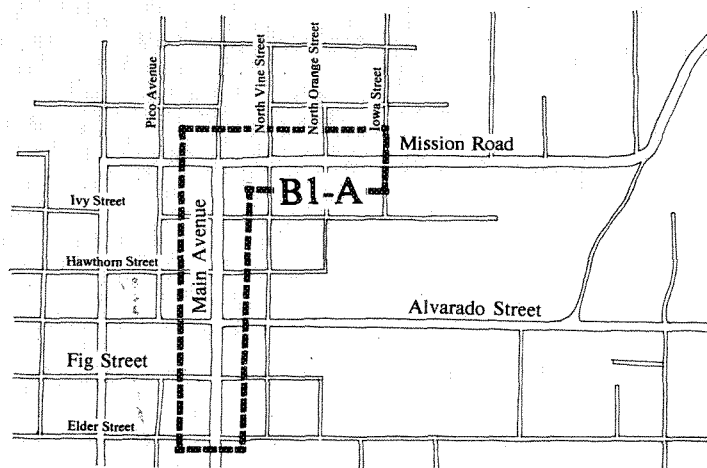 Pico Avenue
North Vine Street
North Orange Street
Iowa Street
Mission Road
B1-A
Ivy Street
Main Avenue
Hawthorn Street
Alvarado Street
Fig Street
Elder Street